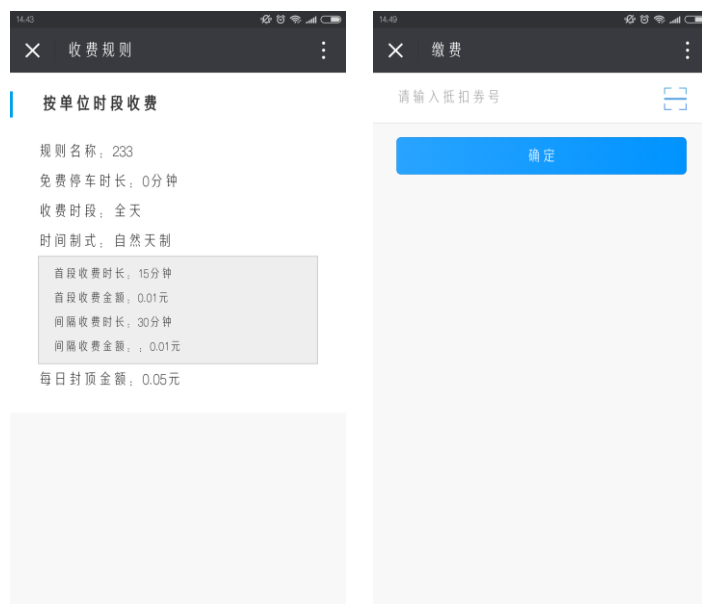 14.43
收费规则
按单位时段收费
规则名称：233
免费停车时长：0分钟
收费时段：全天
时间制式：自然天制
首段收费时长：15分钟
首段收费金额：0.01元
间隔收费时长：30分钟
间隔收费金额：：0.01元
每日封顶金额：0.05元
14.49
缴费
请输入抵扣券号
确定